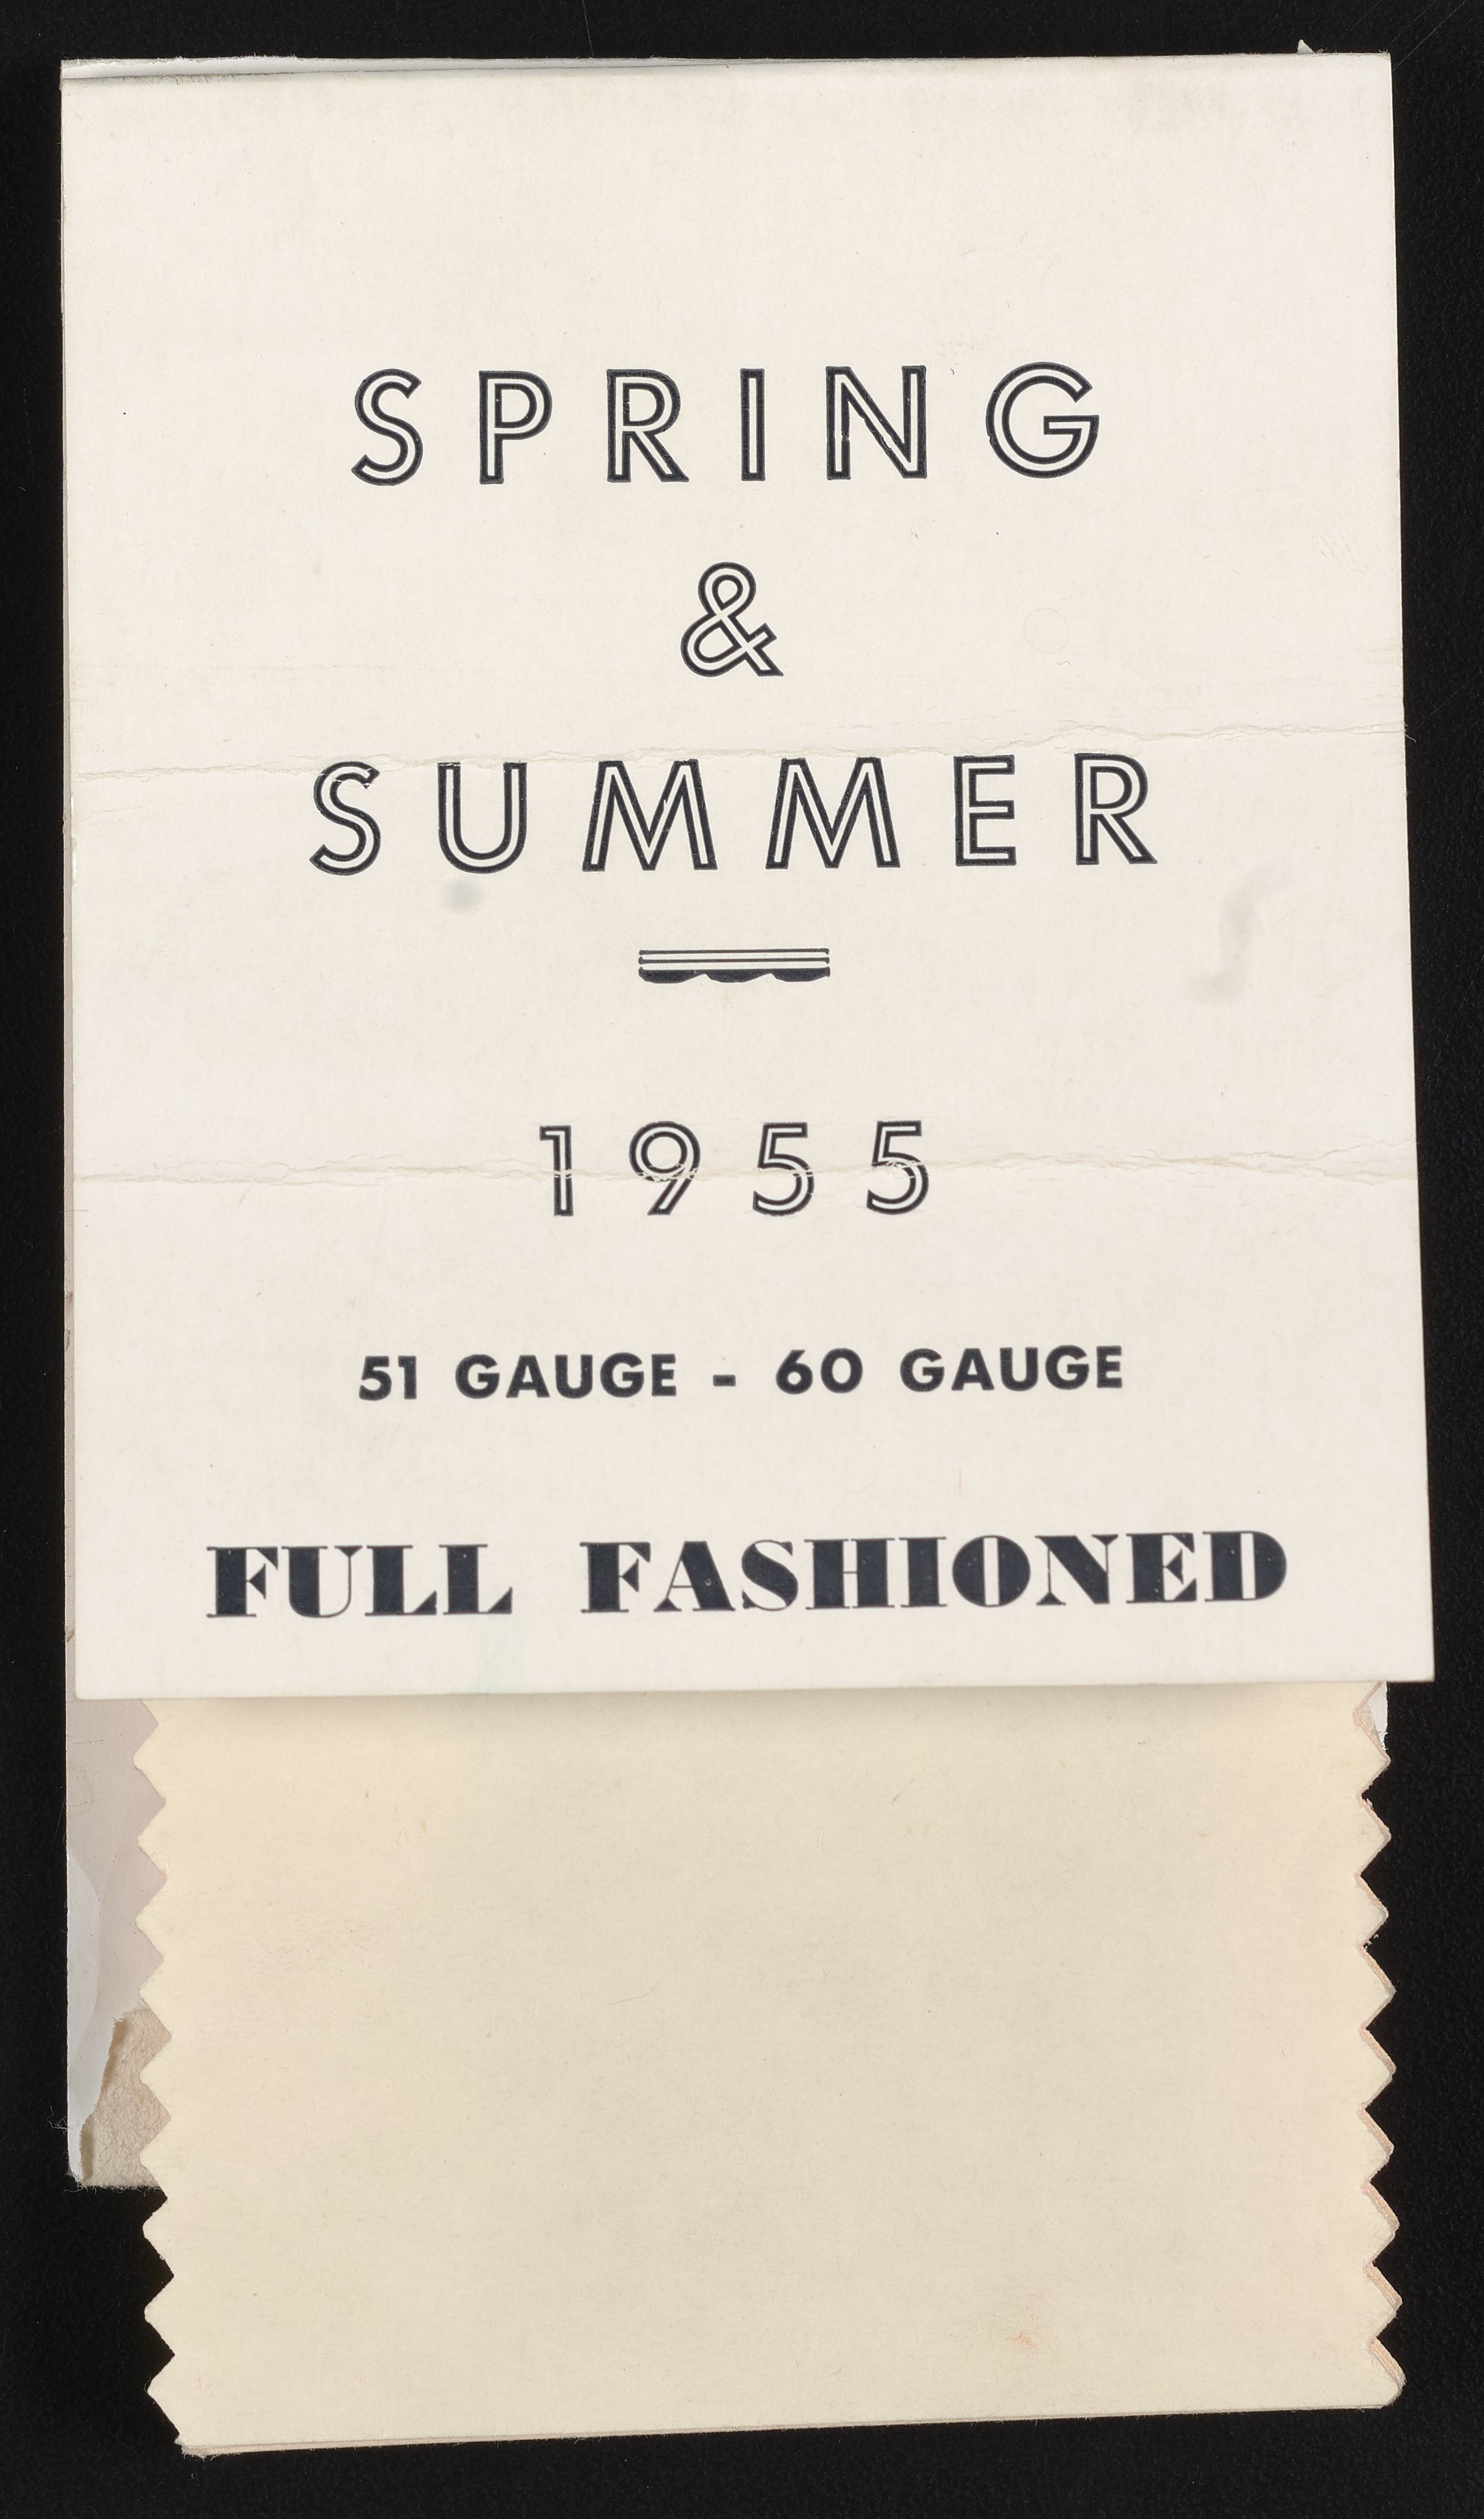 SPRING
&
SUMMER
1955
51 GAUGE - 60 GAUGE
FULL FASHIONED